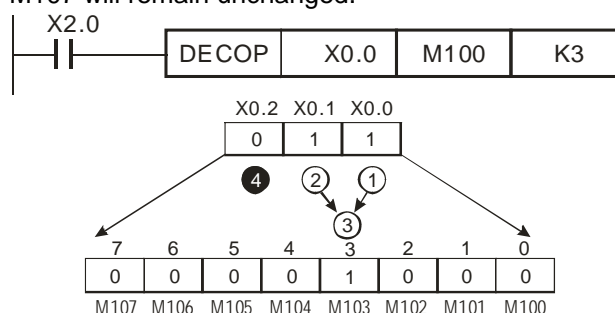 M107 will remain unchanged.
X2.0
DECOP X0.0 M100 K3
X0.2 X0.1 X0.0
0 1 1
4 2 1
3
7 6 5 4 3 2 1 0
0 0 0 0 1 0 0 0
M107 M106 M105 M104 M103 M102 M101 M100